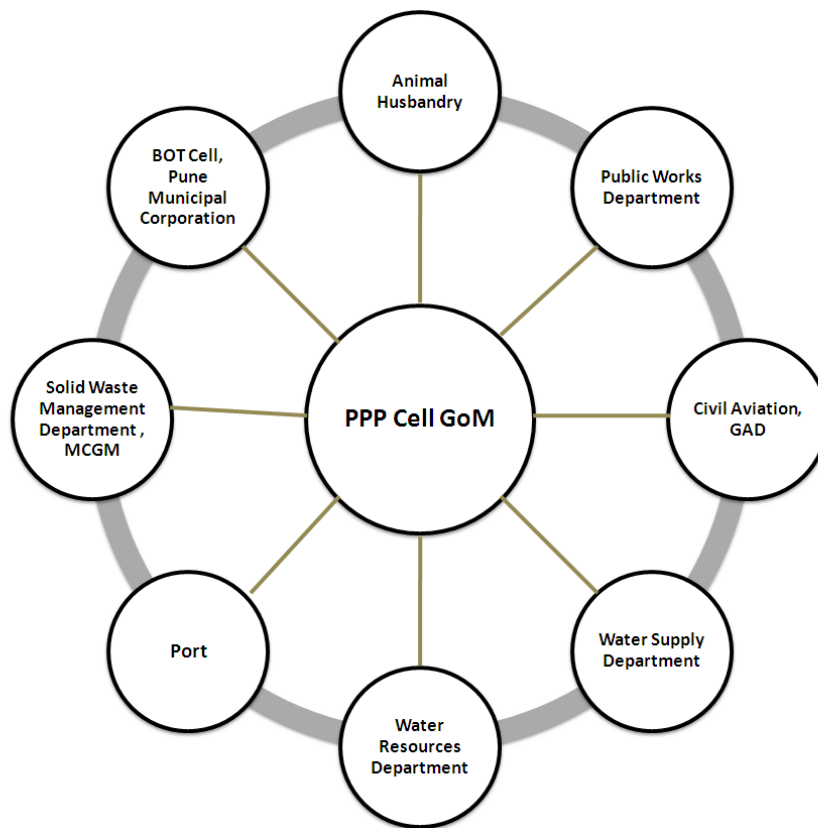 Animal
Husbandry
BOT Cell,
Pune
Municipal
Corporation
Public Works
Department
Solid Waste
Management
Department ,
MCGM
PPP Cell GoM
Civil Aviation,
GAD
Port
Water Supply
Department
Water
Resources
Department